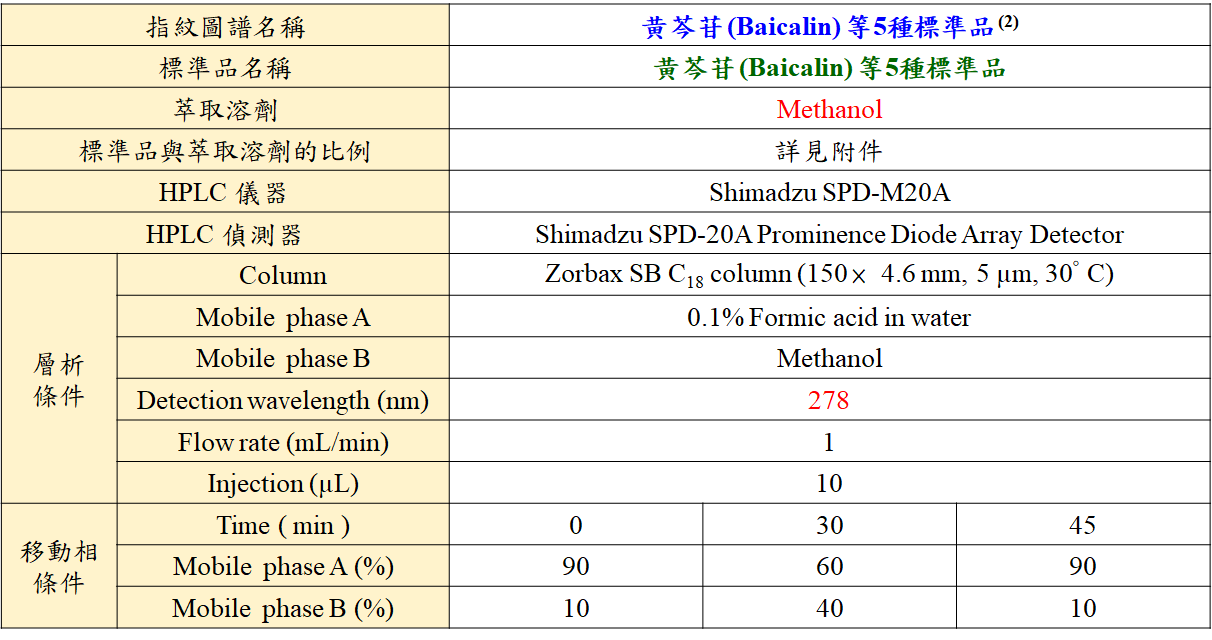 指紋圖譜名稱 黃芩苷(Baicalin) 等5種標準品(2)
標準品名稱 黃芩苷(Baicalin) 等5種標準品
萃取溶劑 Methanol
標準品與萃取溶劑的比例 詳見附件
HPLC 儀器 Shimadzu SPD-M20A
HPLC 偵測器 Shimadzu SPD-20A Prominence Diode Array Detector
層析條件
Column Zorbax SB C18 column (150× 4.6 mm, 5 μm, 30° C)
Mobile phase A 0.1% Formic acid in water
Mobile phase B Methanol
Detection wavelength (nm) 278
Flow rate (mL/min) 1
Injection (μL) 10
移動相條件
Time ( min ) 0 30 45
Mobile phase A (%) 90 60 90
Mobile phase B (%) 10 40 10